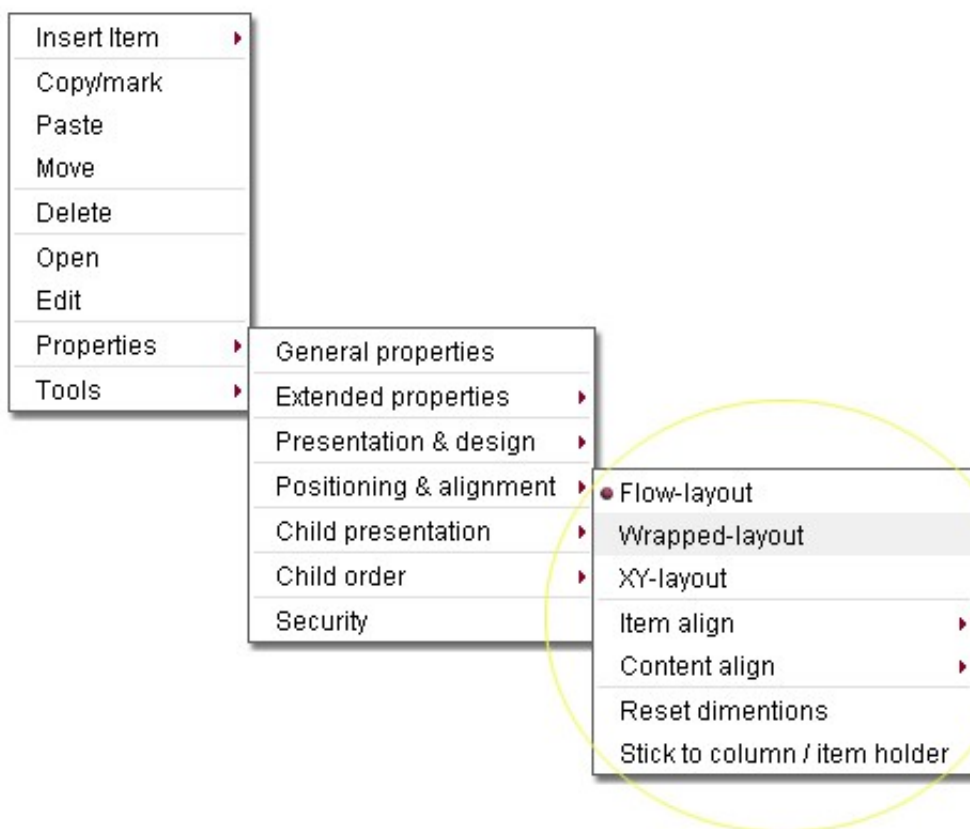 Insert Item
Copy/mark
Paste
Move
Delete
Open
Edit
Properties
Tools
General properties
Extended properties
Presentation & design
Positioning & alignment
Child presentation
Child order
Security
Flow-layout
Wrapped-layout
XY-layout
Item align
Content align
Reset dimentions
Stick to column / item holder